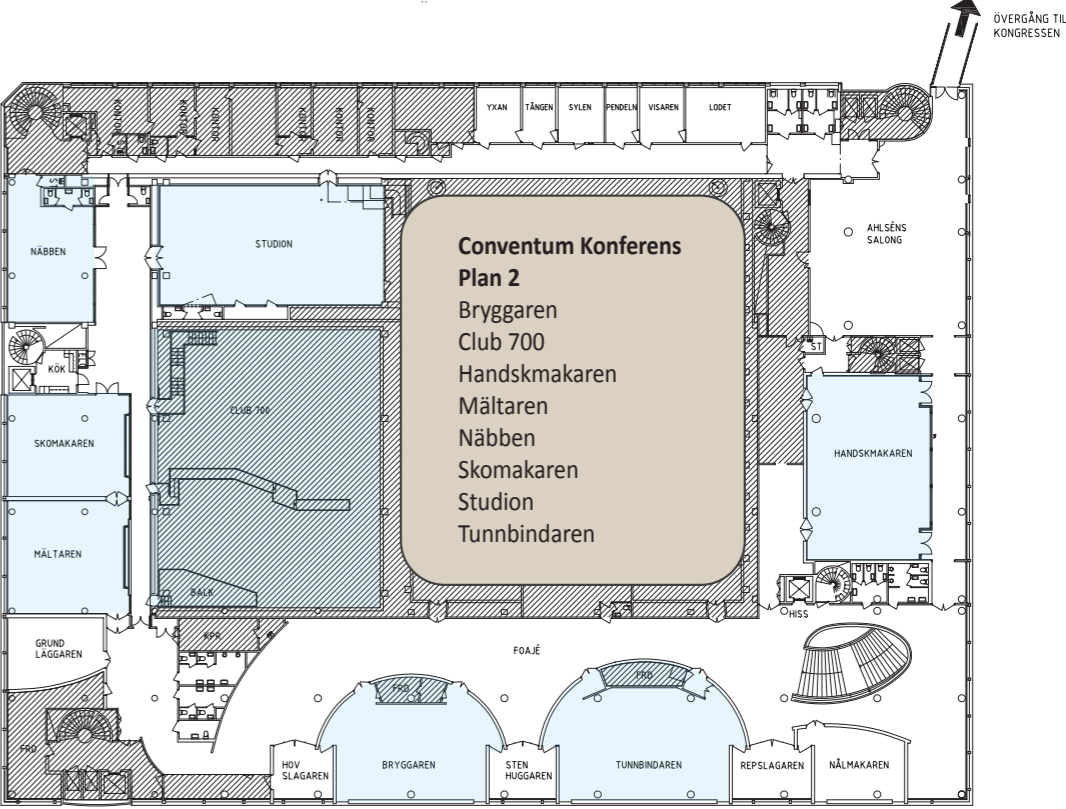 ÖVERGÅNG TIL
KONGRESSEN
KONTOR
KONTOR
KONTOR
KONTOR
KONTOR
KONTOR
YXAN
TÅNGEN
SYLEN
PENDELN
VISAREN
LODET
ST
NÄBBEN
STUDION
AHLSÉNS
SALONG
Conventum Konferens
Plan 2
Bryggaren
Club 700
Handskmakaren
Mältaren
Näbben
Skomakaren
Studion
Tunnbindaren
ST
KÖK
CLUB 700
SKOMAKAREN
HANDSKMAKAREN
MÄLTAREN
BALK
HISS
KPR
GRUND
LÄGGAREN
FOAJÉ
FRD
FRD
FRD
HOV
SLAGAREN
BRYGGAREN
STEN
HUGGAREN
TUNNBINDAREN
REPSLAGAREN
NÅLMAKAREN